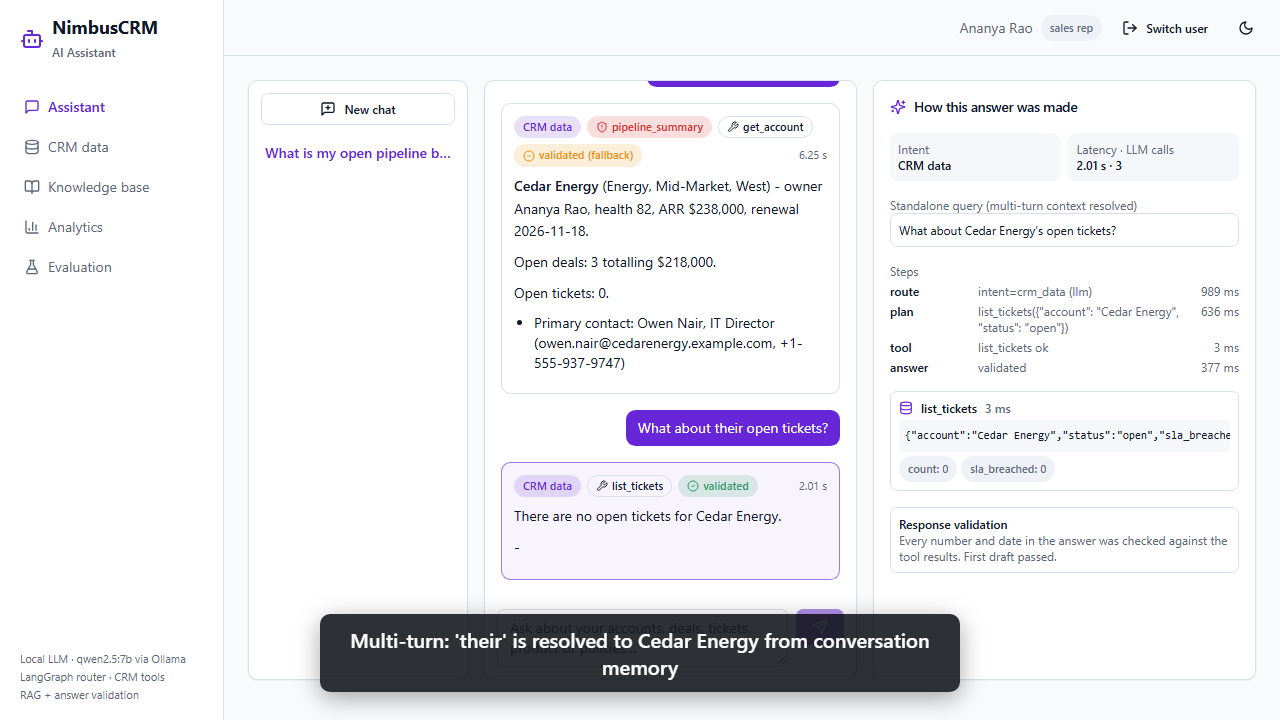 NimbusCRM
AI Assistant
Assistant
CRM data
Knowledge base
Analytics
Evaluation
Local LLM · qwen2.5:7b via Ollama
LangGraph router · CRM tools
RAG + answer validation
Ananya Rao
sales rep
Switch user
New chat
What is my open pipeline b...
CRM data
pipeline_summary
get_account
validated (fallback)
6.25 s
Cedar Energy (Energy, Mid-Market, West) - owner
Ananya Rao, health 82, ARR $238,000, renewal
2026-11-18.
Open deals: 3 totalling $218,000.
Open tickets: 0.
• Primary contact: Owen Nair, IT Director
(owen.nair@cedarenergy.example.com, +1-
555-937-9747)
What about their open tickets?
CRM data
list_tickets
validated
2.01 s
There are no open tickets for Cedar Energy.
-
Ask about your accounts, deals, tickets,
product or policies...
How this answer was made
Intent
CRM data
Latency · LLM calls
2.01 s · 3
Standalone query (multi-turn context resolved)
What about Cedar Energy's open tickets?
Steps
route intent=crm_data (llm) 989 ms
plan list_tickets({"account": "Cedar Energy", 636 ms
"status": "open"})
tool list_tickets ok 3 ms
answer validated 377 ms
list_tickets 3 ms
{"account":"Cedar Energy","status":"open","sla_breache
count: 0
sla_breached: 0
Response validation
Every number and date in the answer was checked against the
tool results. First draft passed.
Multi-turn: 'their' is resolved to Cedar Energy from conversation
memory